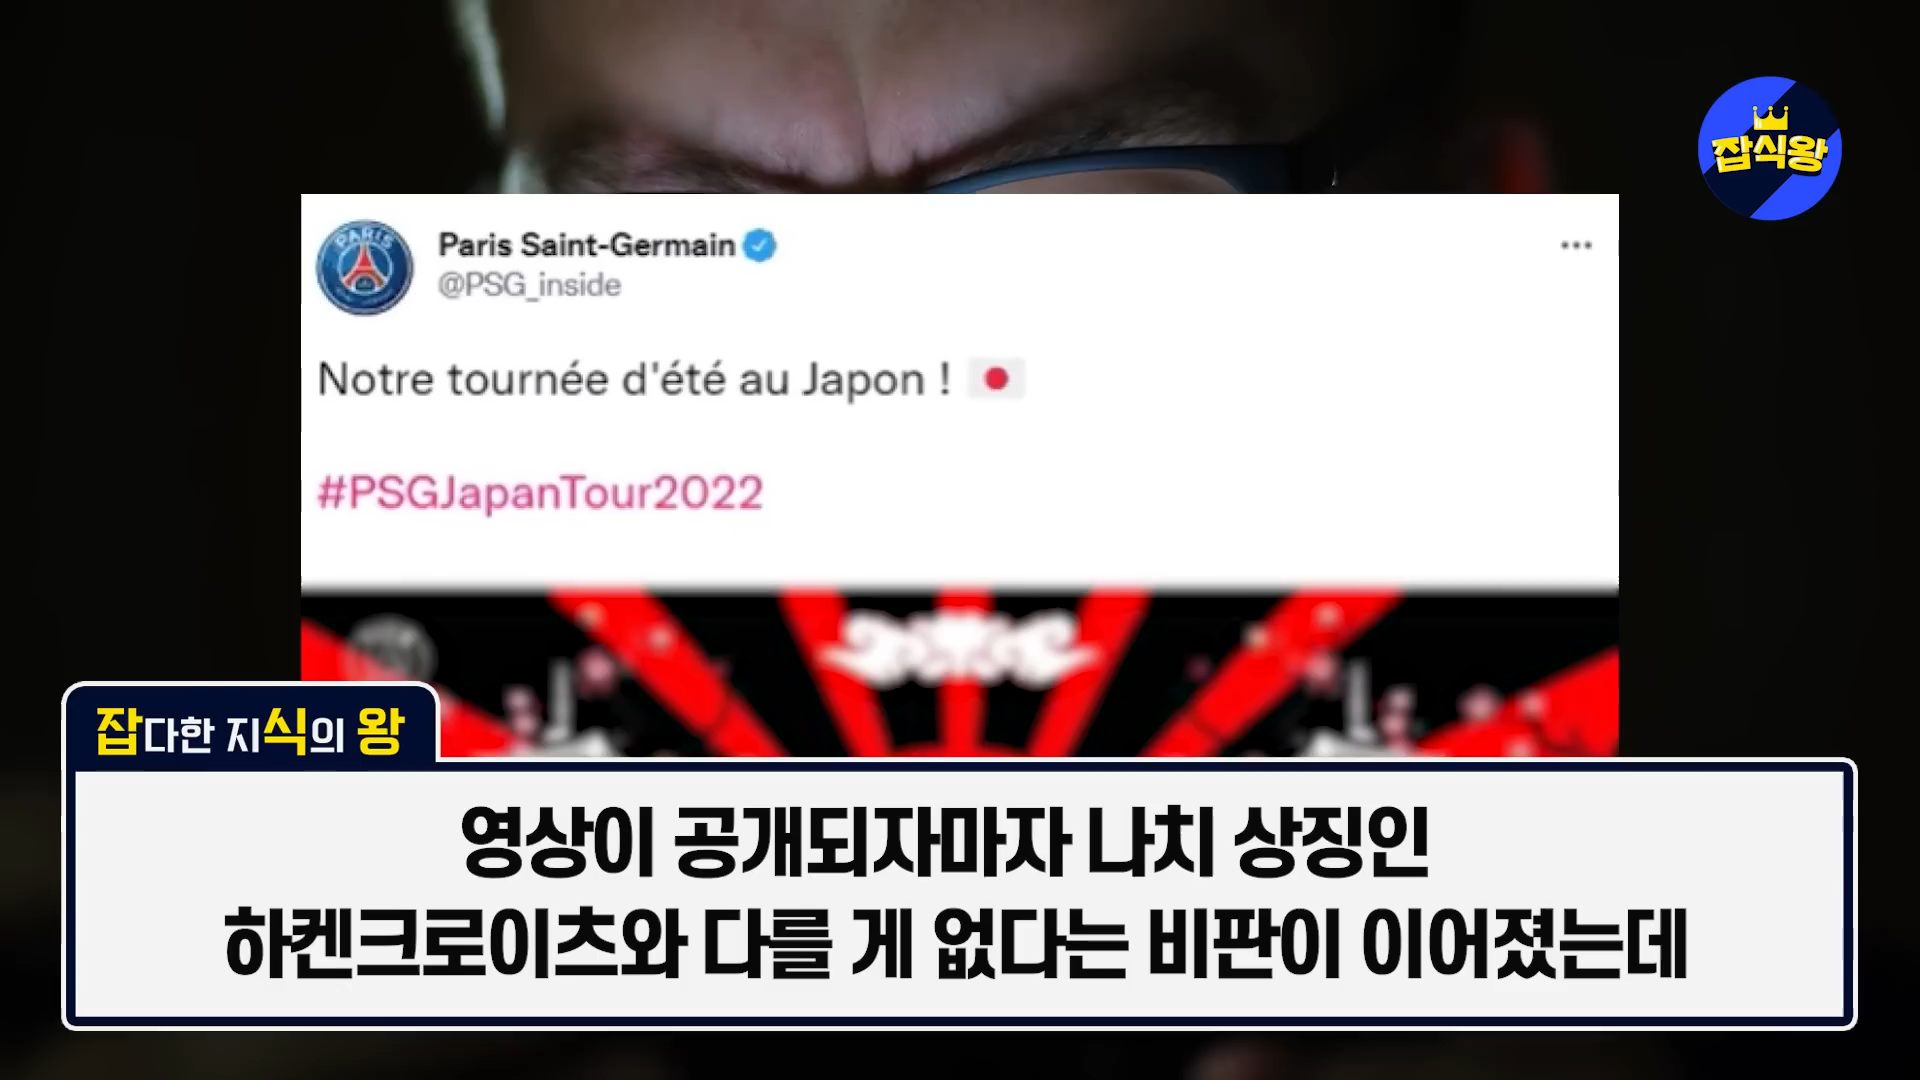 잡식왕
PARIS
Paris Saint-Germain
@PSG_inside
Notre tournée d'été au Japon !
#PSGJapanTour2022
잡다한 지식의 왕
영상이 공개되자마자 나치 상징인
하켄크로이츠와 다를 게 없다는 비판이 이어졌는데